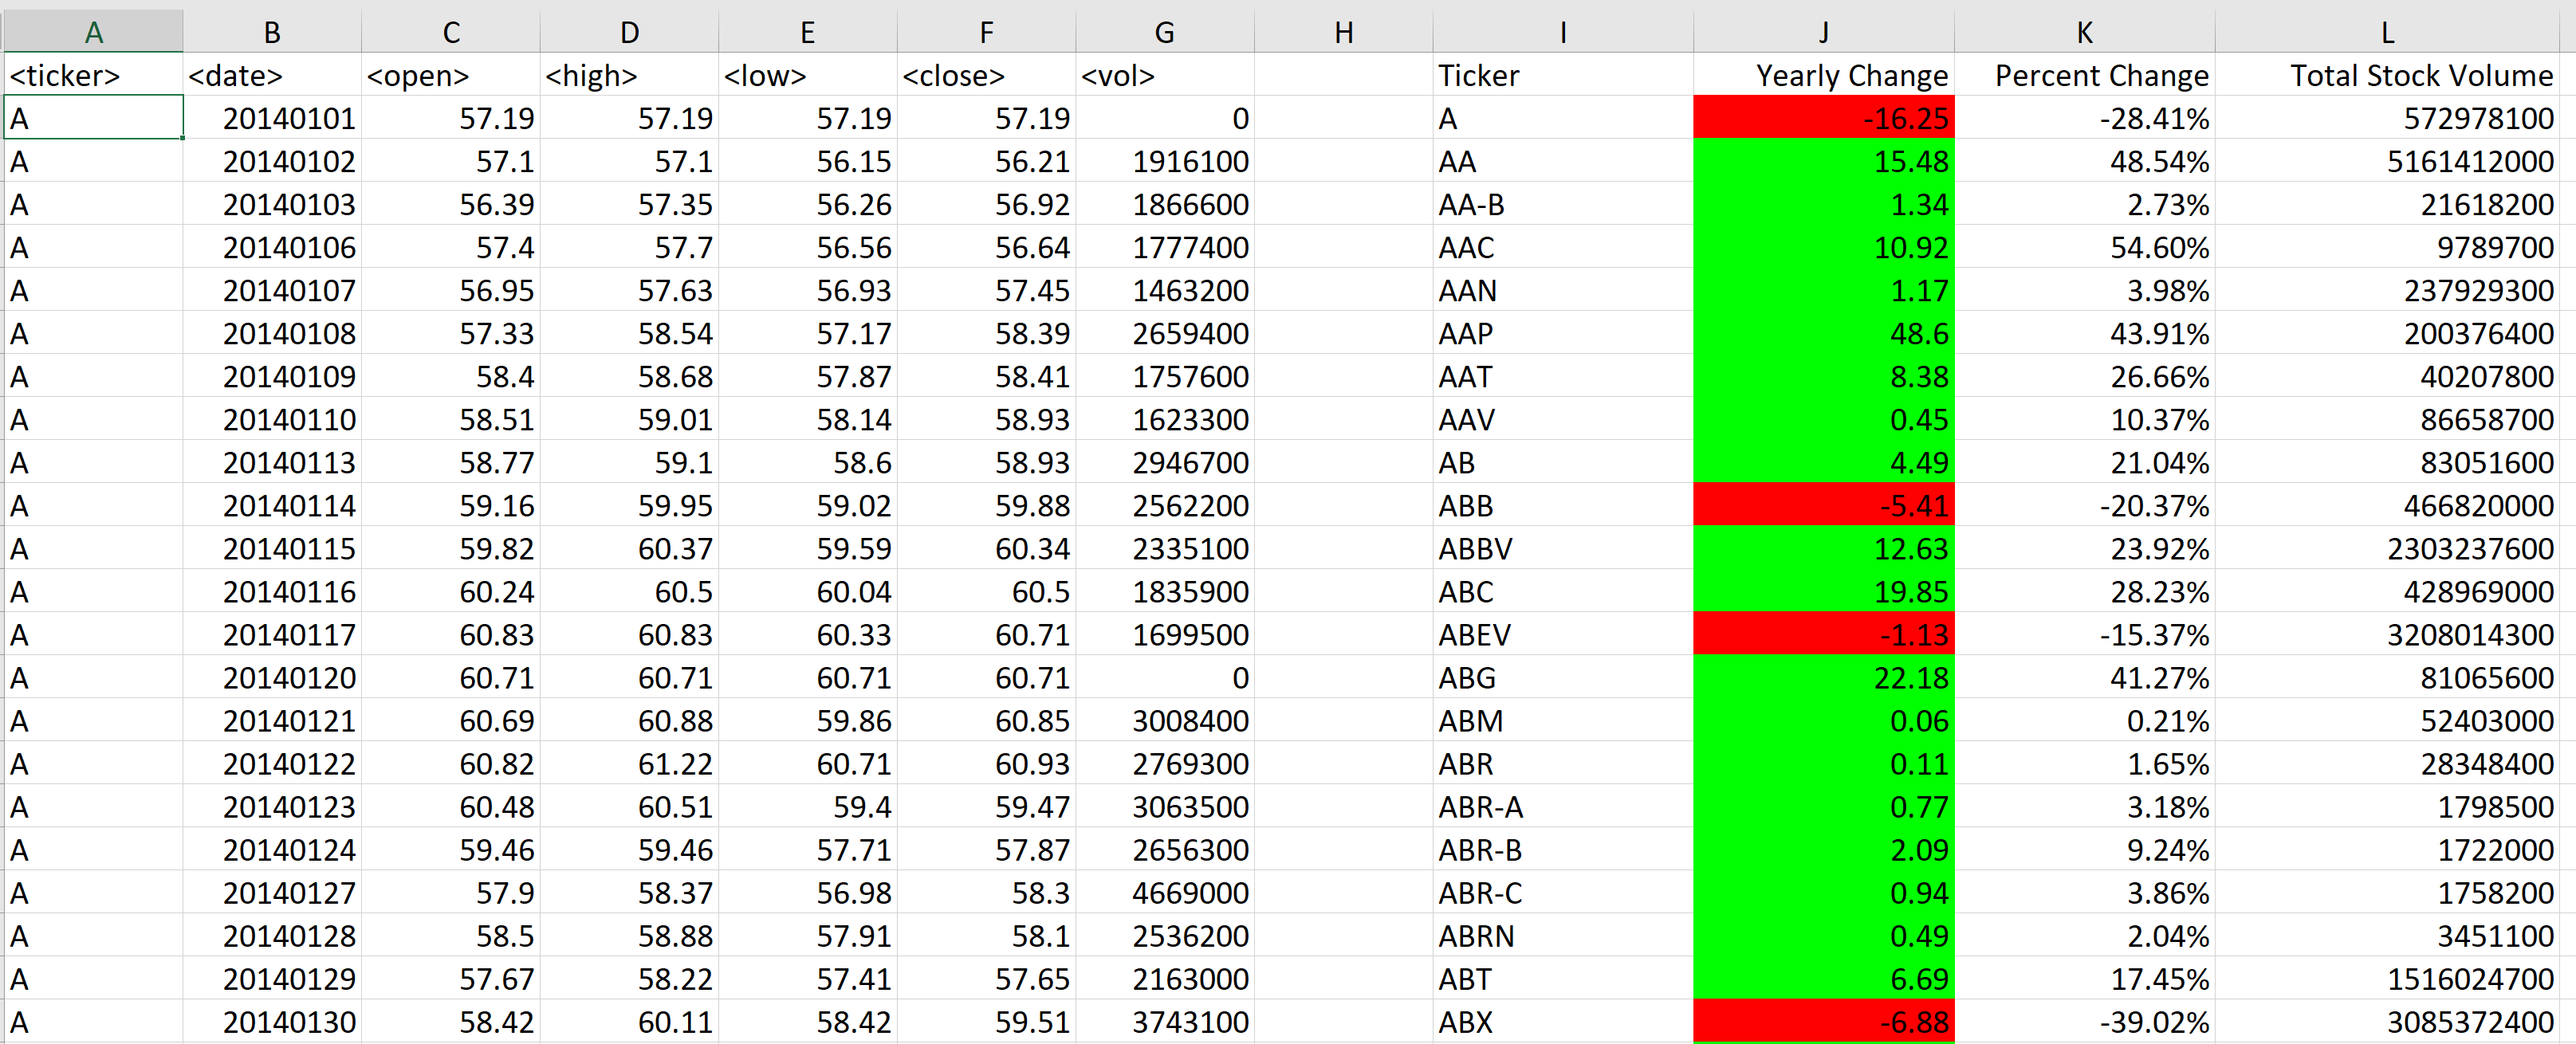 A B C D E F G H I J K L
<ticker> <date> <open> <high> <low> <close> <vol> Ticker Yearly Change Percent Change Total Stock Volume
A 20140101 57.19 57.19 57.19 57.19 0 A -16.25 -28.41% 572978100
A 20140102 57.1 57.1 56.15 56.21 1916100 AA 15.48 48.54% 5161412000
A 20140103 56.39 57.35 56.26 56.92 1866600 AA-B 1.34 2.73% 21618200
A 20140106 57.4 57.7 56.56 56.64 1777400 AAC 10.92 54.60% 9789700
A 20140107 56.95 57.63 56.93 57.45 1463200 AAN 1.17 3.98% 237929300
A 20140108 57.33 58.54 57.17 58.39 2659400 AAP 48.6 43.91% 200376400
A 20140109 58.4 58.68 57.87 58.41 1757600 AAT 8.38 26.66% 40207800
A 20140110 58.51 59.01 58.14 58.93 1623300 AAV 0.45 10.37% 86658700
A 20140113 58.77 59.1 58.6 58.93 2946700 AB 4.49 21.04% 83051600
A 20140114 59.16 59.95 59.02 59.88 2562200 ABB -5.41 -20.37% 466820000
A 20140115 59.82 60.37 59.59 60.34 2335100 ABBV 12.63 23.92% 2303237600
A 20140116 60.24 60.5 60.04 60.5 1835900 ABC 19.85 28.23% 428969000
A 20140117 60.83 60.83 60.33 60.71 1699500 ABEV -1.13 -15.37% 3208014300
A 20140120 60.71 60.71 60.71 60.71 0 ABG 22.18 41.27% 81065600
A 20140121 60.69 60.88 59.86 60.85 3008400 ABM 0.06 0.21% 52403000
A 20140122 60.82 61.22 60.71 60.93 2769300 ABR 0.11 1.65% 28348400
A 20140123 60.48 60.51 59.4 59.47 3063500 ABR-A 0.77 3.18% 1798500
A 20140124 59.46 59.46 57.71 57.87 2656300 ABR-B 2.09 9.24% 1722000
A 20140127 57.9 58.37 56.98 58.3 4669000 ABR-C 0.94 3.86% 1758200
A 20140128 58.5 58.88 57.91 58.1 2536200 ABRN 0.49 2.04% 3451100
A 20140129 57.67 58.22 57.41 57.65 2163000 ABT 6.69 17.45% 1516024700
A 20140130 58.42 60.11 58.42 59.51 3743100 ABX -6.88 -39.02% 3085372400